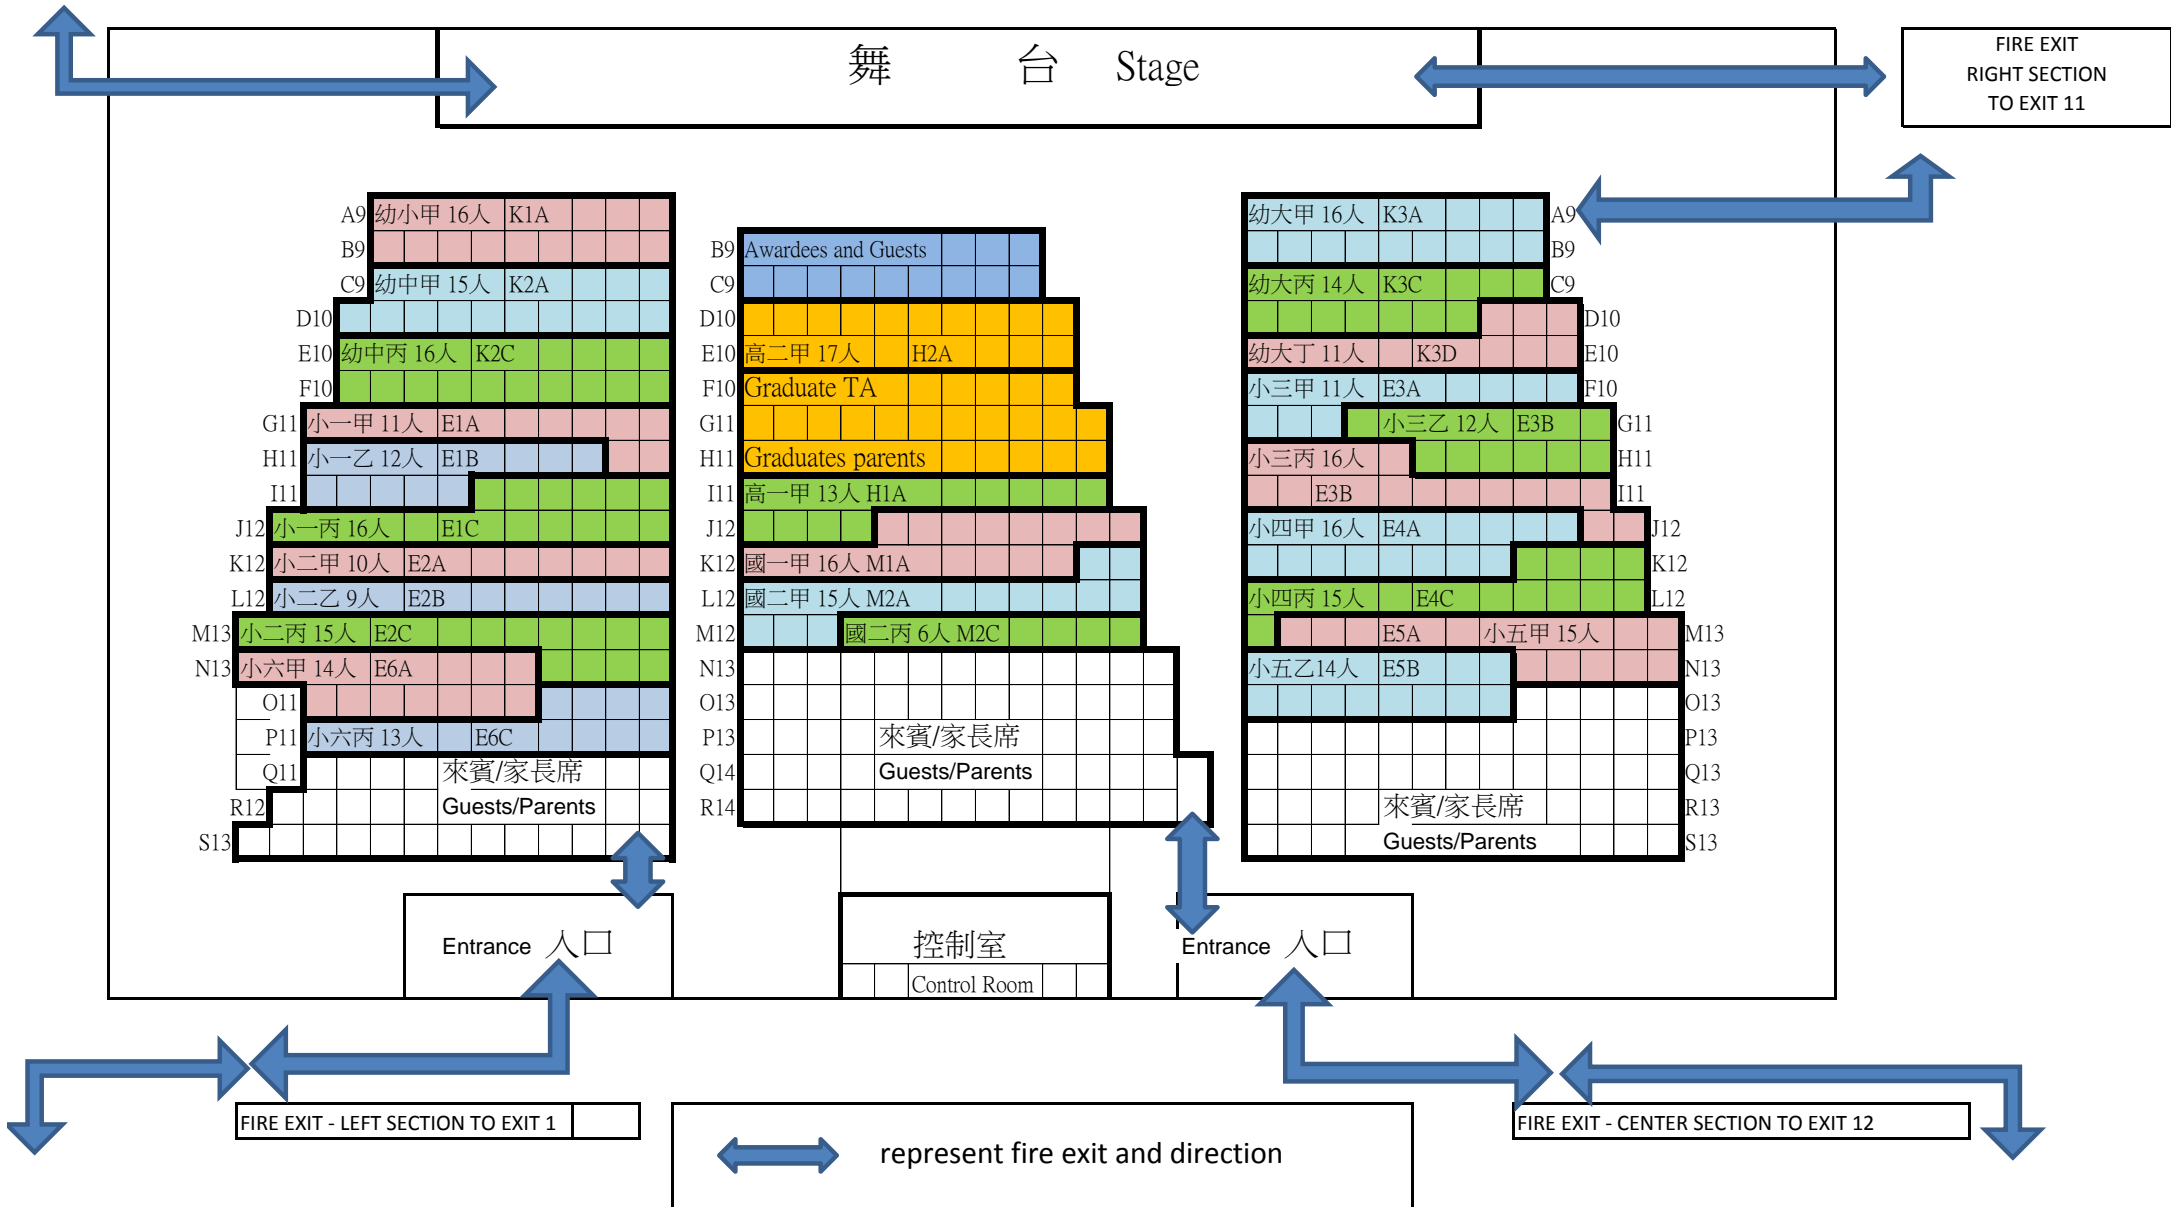 舞 台 Stage
FIRE EXIT
RIGHT SECTION
TO EXIT 11
A9 幼小甲 16人 K1A
B9
C9 幼中甲 15人 K2A
D10
E10 幼中丙 16人 K2C
F10
G11 小一甲 11人 E1A
H11 小一乙 12人 E1B
I11
J12 小一丙 16人 E1C
K12 小二甲 10人 E2A
L12 小二乙 9人 E2B
M13 小二丙 15人 E2C
N13 小六甲 14人 E6A
O11
P11 小六丙 13人 E6C
Q11 來賓/家長席
R12 Guests/Parents
S13
B9 Awardees and Guests
C9
D10
E10 高二甲 17人 H2A
F10 Graduate TA
G11
H11 Graduates parents
I11 高一甲 13人 H1A
J12
K12 國一甲 16人 M1A
L12 國二甲 15人 M2A
M12 國二丙 6人 M2C
N13
O13
P13 來賓/家長席
Q14 Guests/Parents
R14
幼大甲 16人 K3A A9
B9
幼大丙 14人 K3C C9
D10
幼大丁 11人 K3D E10
小三甲 11人 E3A F10
小三乙 12人 E3B G11
小三丙 16人 H11
E3B I11
小四甲 16人 E4A J12
K12
小四丙 15人 E4C L12
E5A 小五甲 15人 M13
小五乙14人 E5B N13
O13
P13
Q13
來賓/家長席 R13
Guests/Parents S13
Entrance 人口
控制室
Control Room
Entrance 人口
FIRE EXIT - LEFT SECTION TO EXIT 1
FIRE EXIT - CENTER SECTION TO EXIT 12
represent fire exit and direction